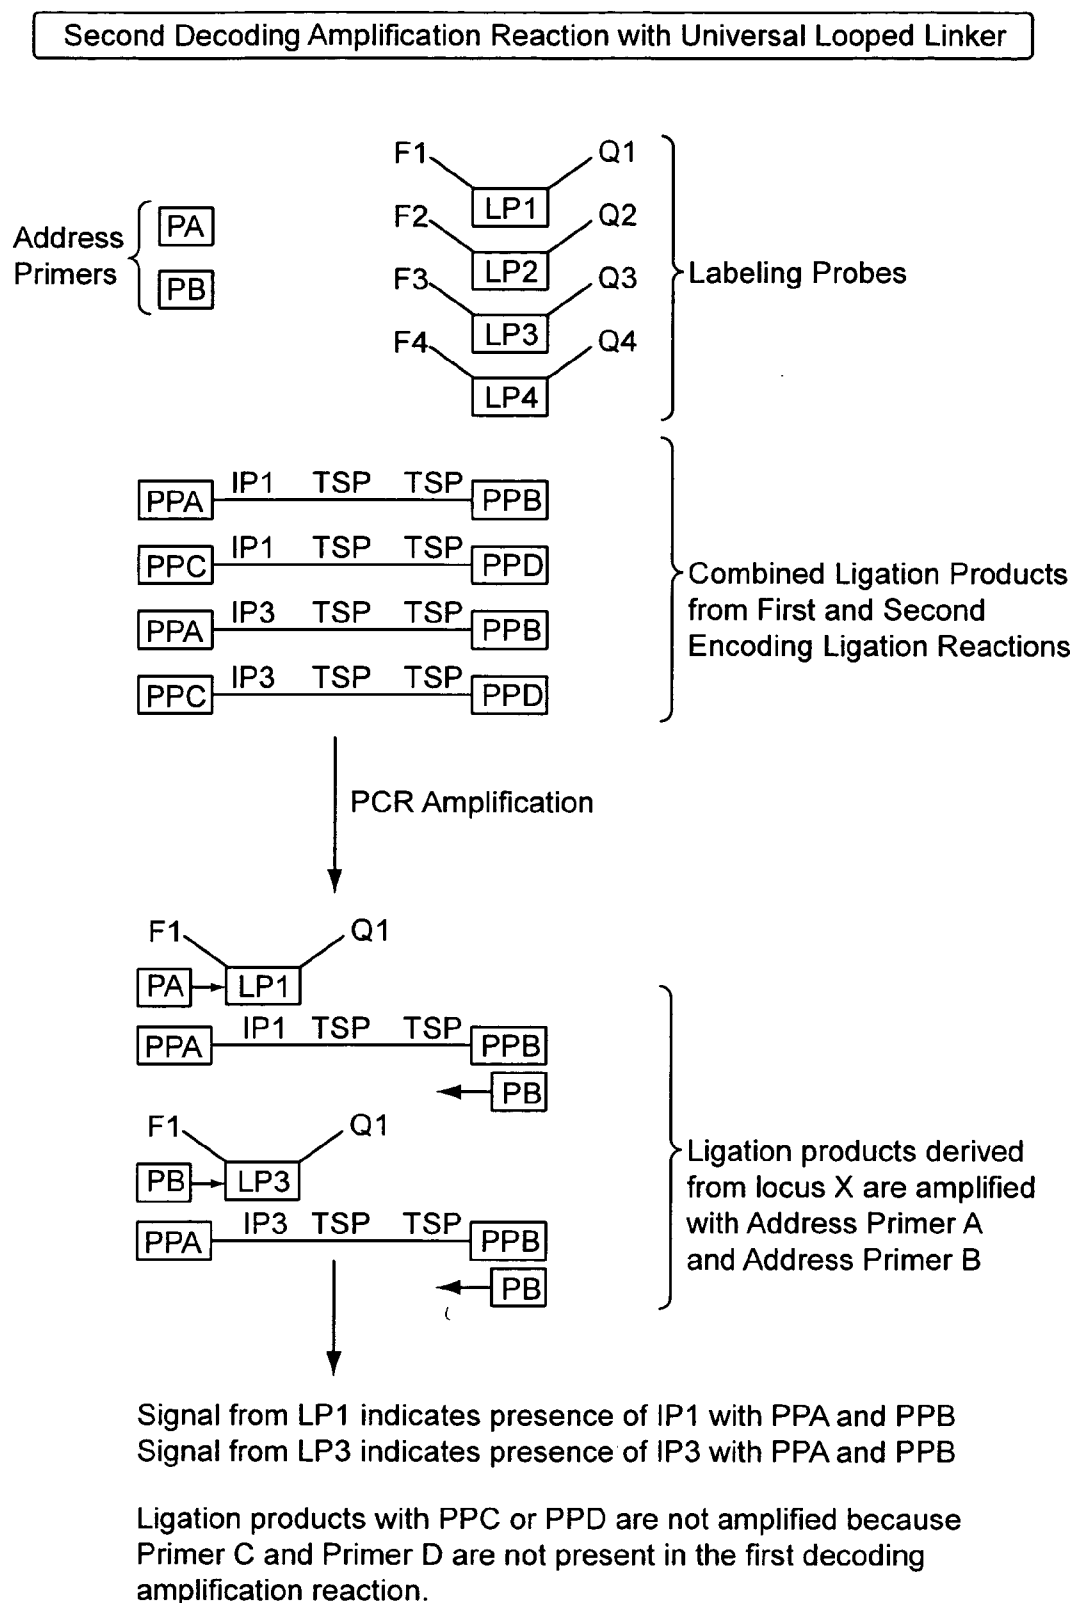 Second Decoding Amplification Reaction with Universal Looped Linker
Address
Primers
PA
PB
F1 Q1
LP1
F2 Q2
LP2
F3 Q3
LP3
F4 Q4
LP4
Labeling Probes
PPA IP1 TSP TSP PPB
PPC IP1 TSP TSP PPD
PPA IP3 TSP TSP PPB
PPC IP3 TSP TSP PPD
Combined Ligation Products
from First and Second
Encoding Ligation Reactions
PCR Amplification
F1 Q1
PA LP1
PPA IP1 TSP TSP PPB
PB
F1 Q1
PB LP3
PPA IP3 TSP TSP PPB
PB
Ligation products derived
from locus X are amplified
with Address Primer A
and Address Primer B
Signal from LP1 indicates presence of IP1 with PPA and PPB
Signal from LP3 indicates presence of IP3 with PPA and PPB
Ligation products with PPC or PPD are not amplified because
Primer C and Primer D are not present in the first decoding
amplification reaction.